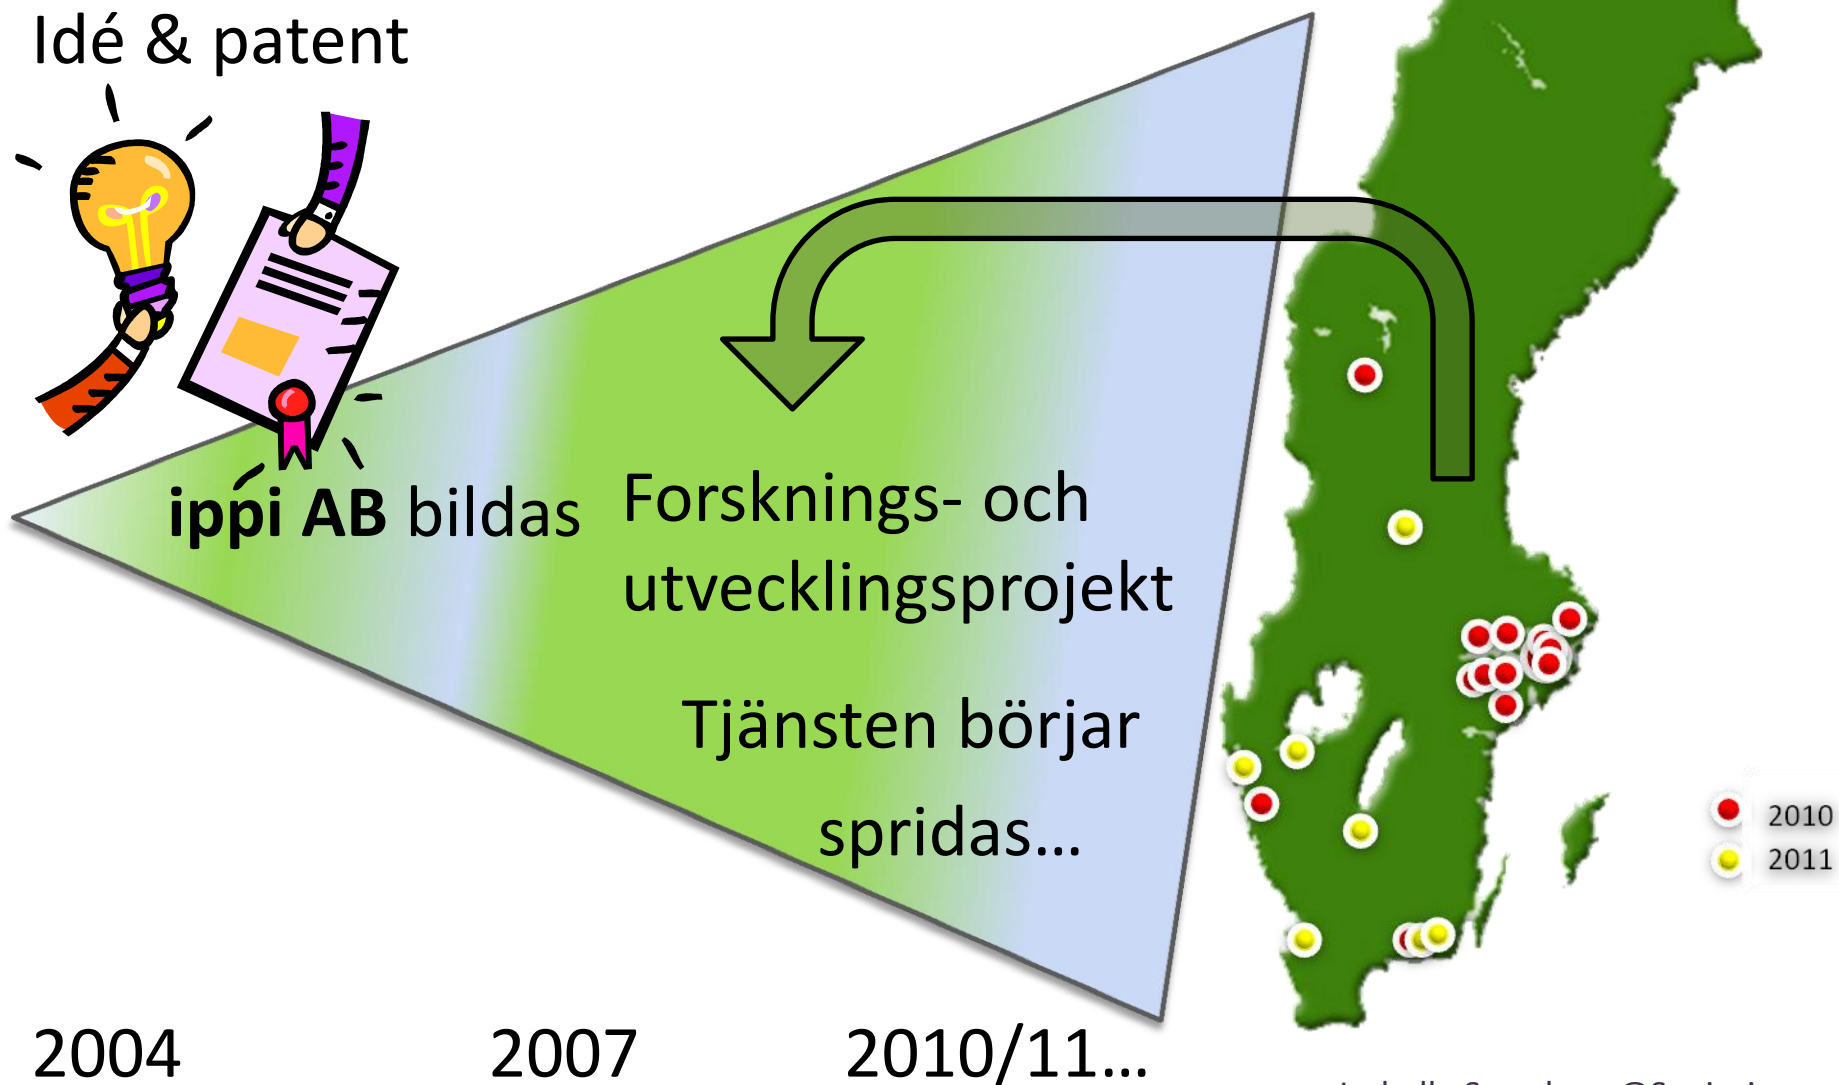 Idé & patent
ippi AB bildas
Forsknings- och
utvecklingsprojekt
Tjänsten börjar
spridas...
2010
2011
2004
2007
2010/11...